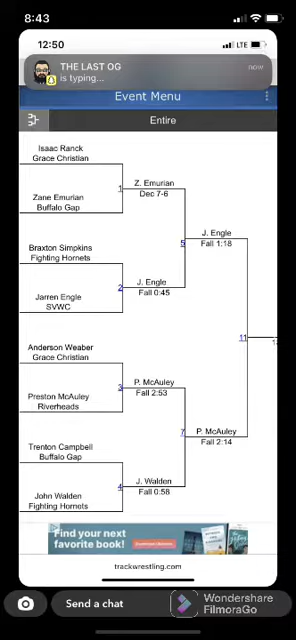 8:43
12:50
LTE
THE LAST OG
is typing...
now
Event Menu
Entire
Isaac Ranck
Grace Christian
1
Z. Emurian
Dec 7-6
Zane Emurian
Buffalo Gap
5
J. Engle
Fall 1:18
Braxton Simpkins
Fighting Hornets
2
J. Engle
Fall 0:45
Jarren Engle
SVWC
11
Anderson Weaber
Grace Christian
3
P. McAuley
Fall 2:53
Preston McAuley
Riverheads
7
P. McAuley
Fall 2:14
Trenton Campbell
Buffalo Gap
4
J. Walden
Fall 0:58
John Walden
Fighting Hornets
Find your next
favorite book!
trackwrestling.com
Send a chat
Wondershare
FilmoraGo